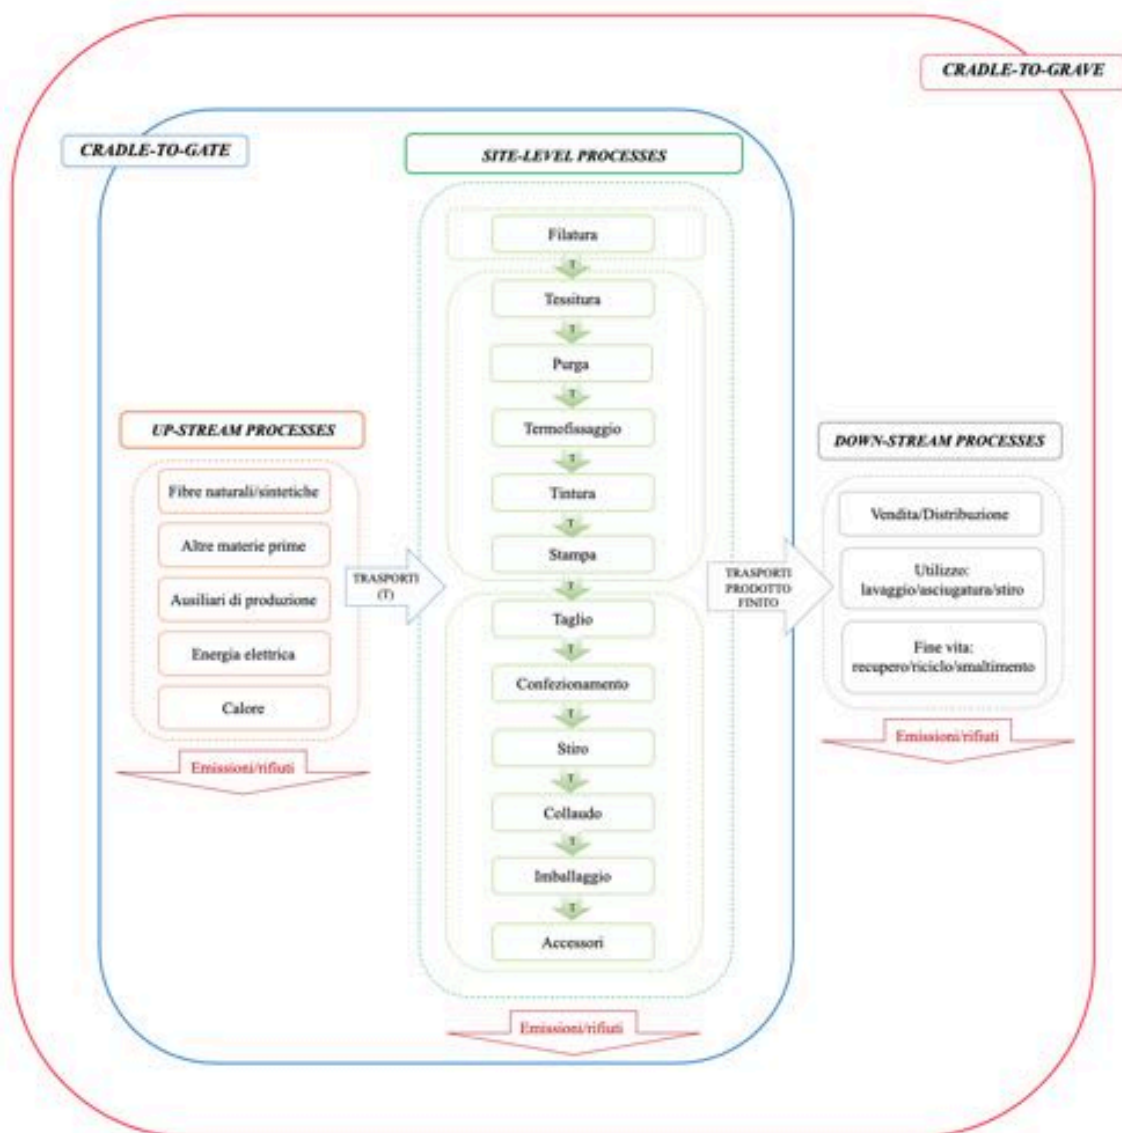 CRADLE-TO-GRAVE
CRADLE-TO-GATE
SITE-LEVEL PROCESSES
Filatura
T
Tessitura
T
Purga
T
Termofissaggio
T
Tintura
T
Stampa
T
Taglio
T
Confezionamento
T
Stiro
T
Collaudo
T
Imballaggio
T
Accessori
Emissioni/rifiuti
UP-STREAM PROCESSES
Fibre naturali/sintetiche
Altre materie prime
Ausiliari di produzione
Energia elettrica
Calore
Emissioni/rifiuti
TRASPORTI
(T)
TRASPORTI
PRODOTTO
FINITO
DOWN-STREAM PROCESSES
Vendita/Distribuzione
Utilizzo:
lavaggio/asciugatura/stiro
Fine vita:
recupero/riciclo/smaltimento
Emissioni/rifiuti